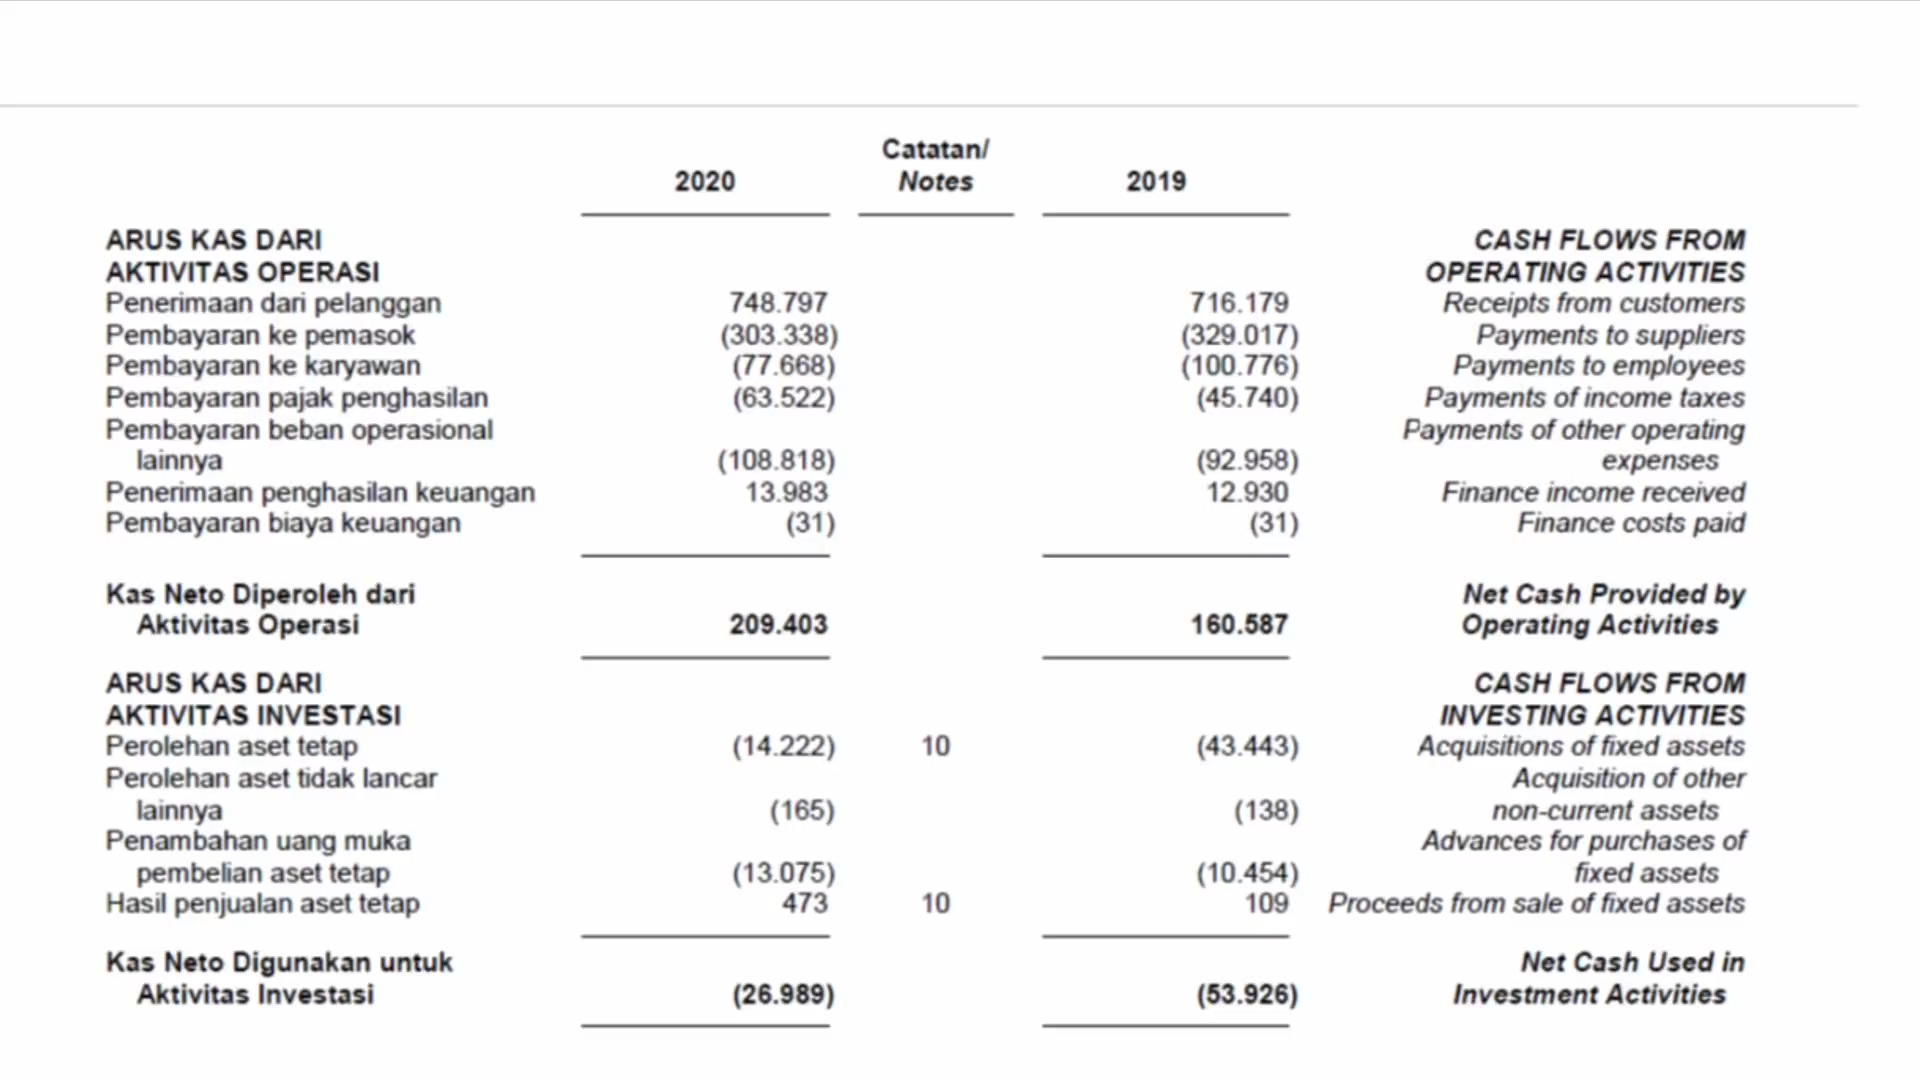 Catatan/
2020 Notes 2019
ARUS KAS DARI CASH FLOWS FROM
AKTIVITAS OPERASI OPERATING ACTIVITIES
Penerimaan dari pelanggan 748.797 716.179 Receipts from customers
Pembayaran ke pemasok (303.338) (329.017) Payments to suppliers
Pembayaran ke karyawan (77.668) (100.776) Payments to employees
Pembayaran pajak penghasilan (63.522) (45.740) Payments of income taxes
Pembayaran beban operasional Payments of other operating
lainnya (108.818) (92.958) expenses
Penerimaan penghasilan keuangan 13.983 12.930 Finance income received
Pembayaran biaya keuangan (31) (31) Finance costs paid
Kas Neto Diperoleh dari Net Cash Provided by
Aktivitas Operasi 209.403 160.587 Operating Activities
ARUS KAS DARI CASH FLOWS FROM
AKTIVITAS INVESTASI INVESTING ACTIVITIES
Perolehan aset tetap (14.222) 10 (43.443) Acquisitions of fixed assets
Perolehan aset tidak lancar Acquisition of other
lainnya (165) (138) non-current assets
Penambahan uang muka Advances for purchases of
pembelian aset tetap (13.075) (10.454) fixed assets
Hasil penjualan aset tetap 473 10 109 Proceeds from sale of fixed assets
Kas Neto Digunakan untuk Net Cash Used in
Aktivitas Investasi (26.989) (53.926) Investment Activities